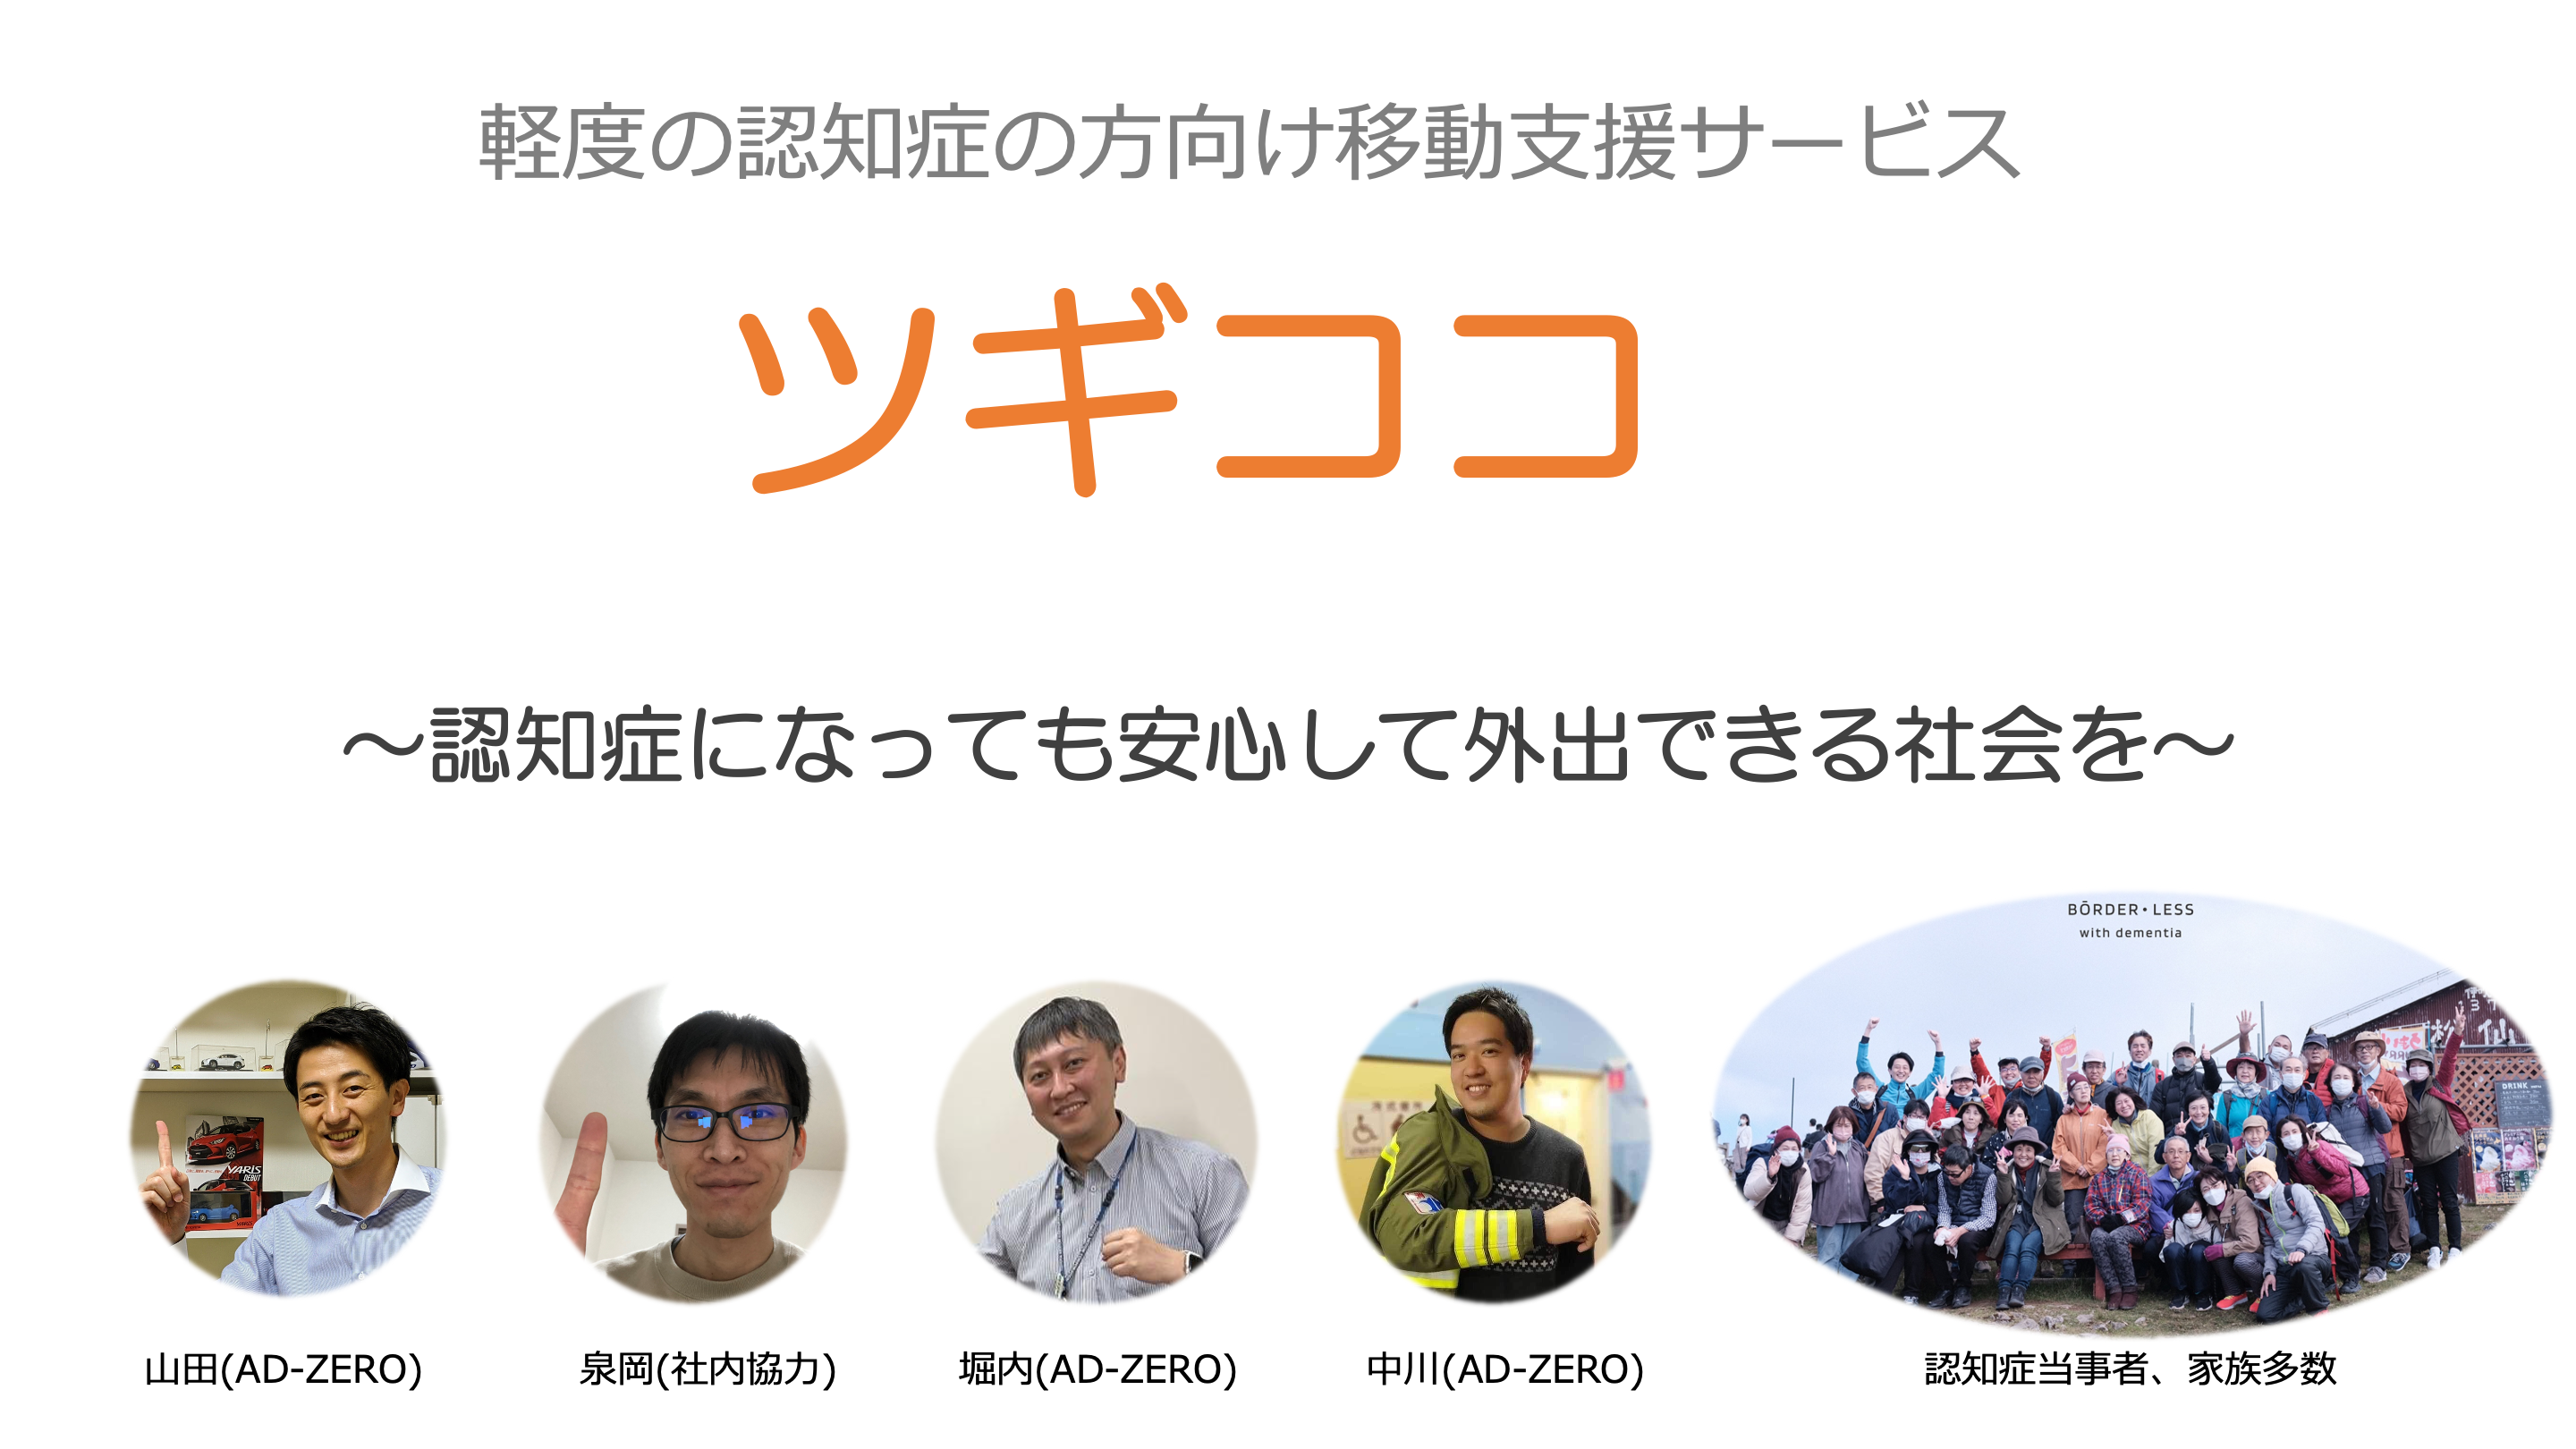 軽度の認知症の方向け移動支援サービス
ツギココ
～認知症になっても安心して外出できる社会を～
BŌRDER・LESS
with dementia
YARiS
DEBUT
DRINK
山田(AD-ZERO)
泉岡(社内協力)
堀内(AD-ZERO)
中川(AD-ZERO)
認知症当事者、家族多数